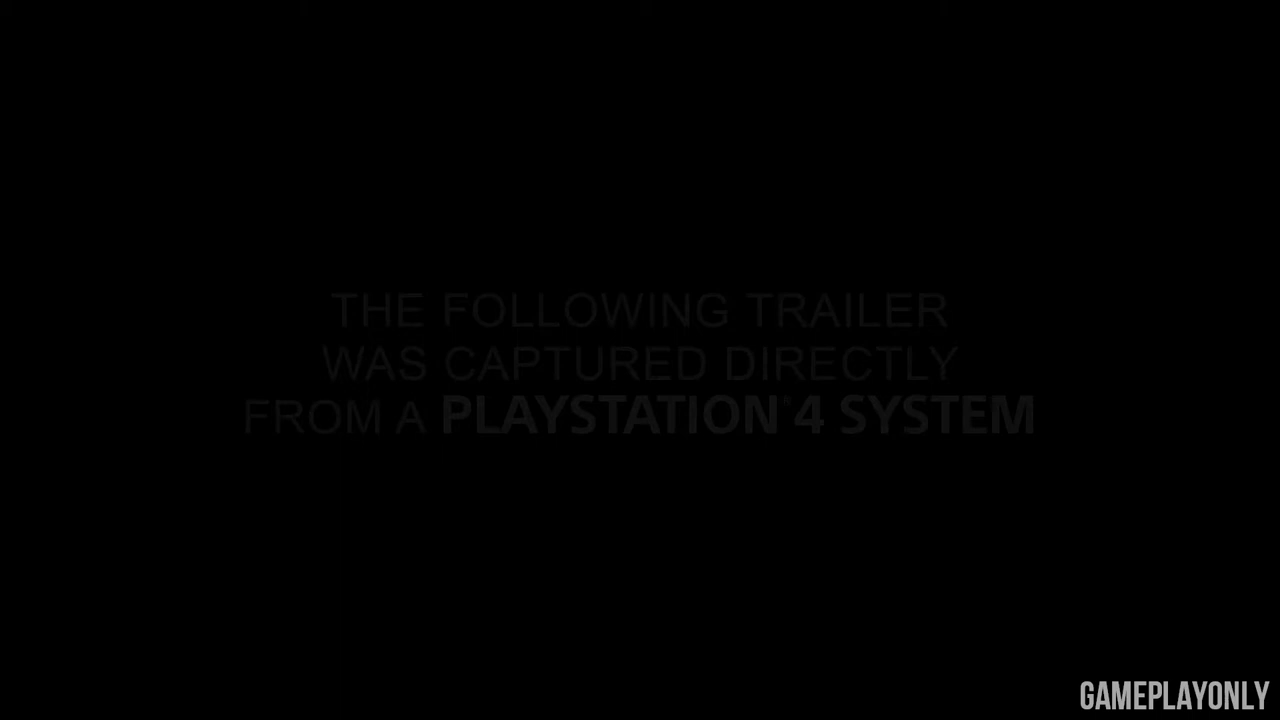 THE FOLLOWING TRAILER
WAS CAPTURED DIRECTLY
FROM A PLAYSTATION®4 SYSTEM
GAMEPLAYONLY